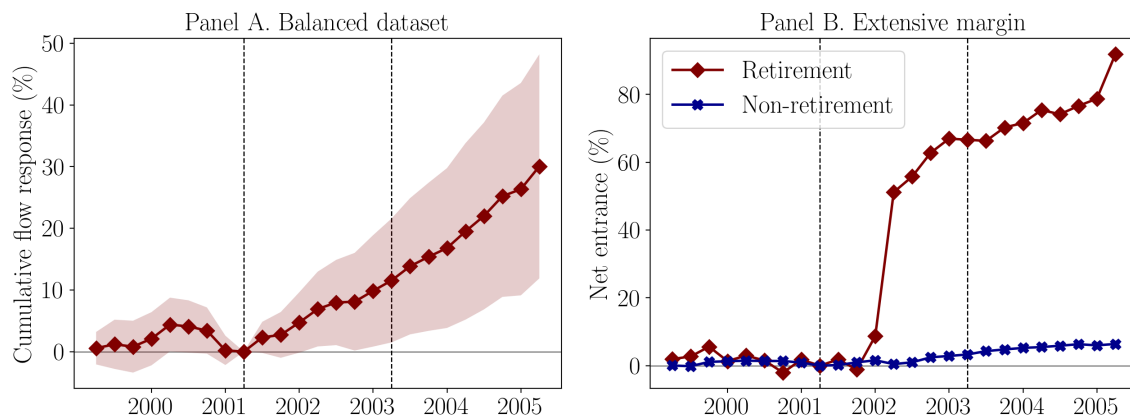 Panel A. Balanced dataset
Cumulative flow response (%)
50
40
30
20
10
0
2000 2001 2002 2003 2004 2005
Panel B. Extensive margin
Net entrance (%)
80
60
40
20
0
Retirement
Non-retirement
2000 2001 2002 2003 2004 2005